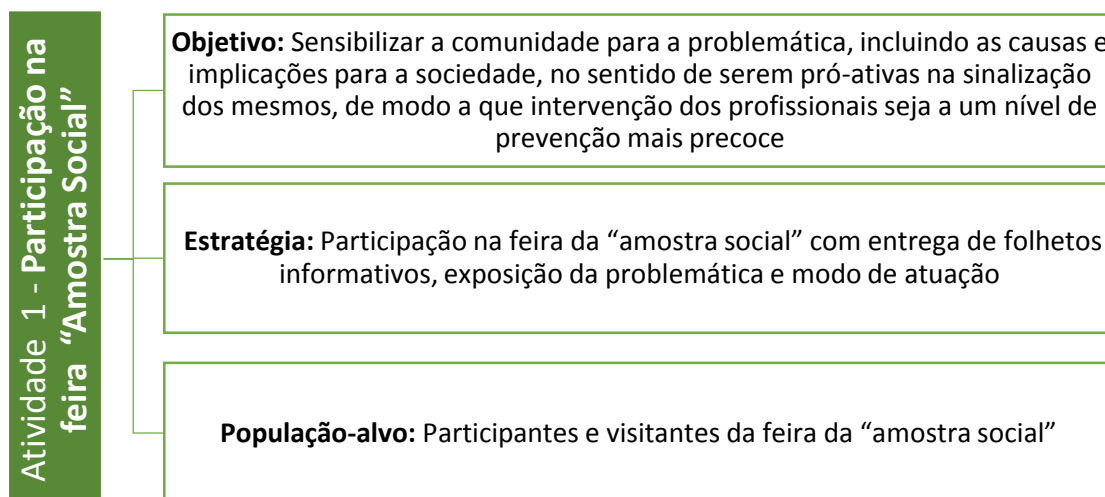 Atividade 1 - Participação na
feira “Amostra Social”
Objetivo: Sensibilizar a comunidade para a problemática, incluindo as causas e
implicações para a sociedade, no sentido de serem pró-ativas na sinalização
dos mesmos, de modo a que intervenção dos profissionais seja a um nível de
prevenção mais precoce
Estratégia: Participação na feira da “amostra social” com entrega de folhetos
informativos, exposição da problemática e modo de atuação
População-alvo: Participantes e visitantes da feira da “amostra social”